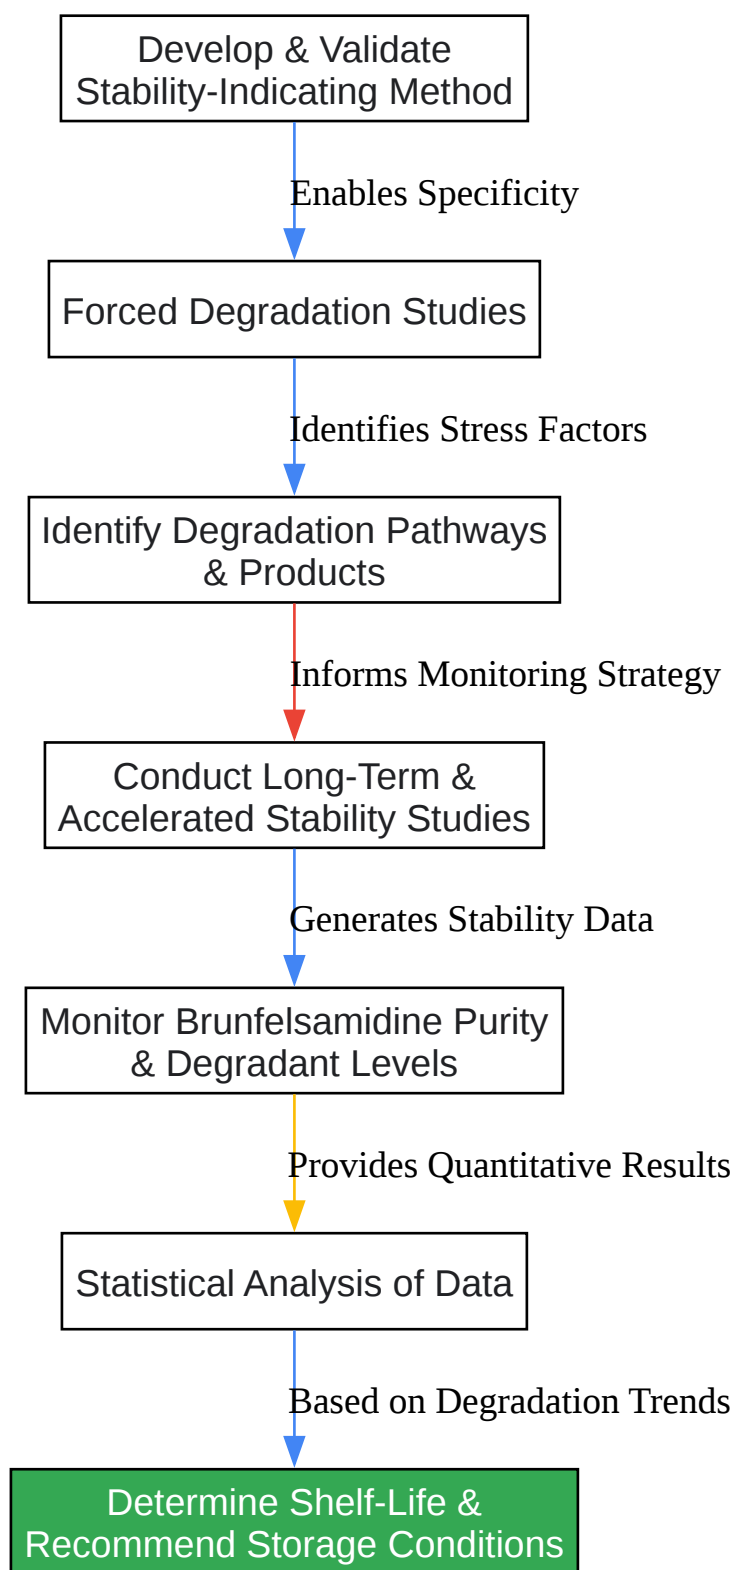 Develop & Validate
Stability-Indicating Method
Enables Specificity
Forced Degradation Studies
Identifies Stress Factors
Identify Degradation Pathways
& Products
Informs Monitoring Strategy
Conduct Long-Term &
Accelerated Stability Studies
Generates Stability Data
Monitor Brunfelsamidine Purity
& Degradant Levels
Provides Quantitative Results
Statistical Analysis of Data
Based on Degradation Trends
Determine Shelf-Life &
Recommend Storage Conditions